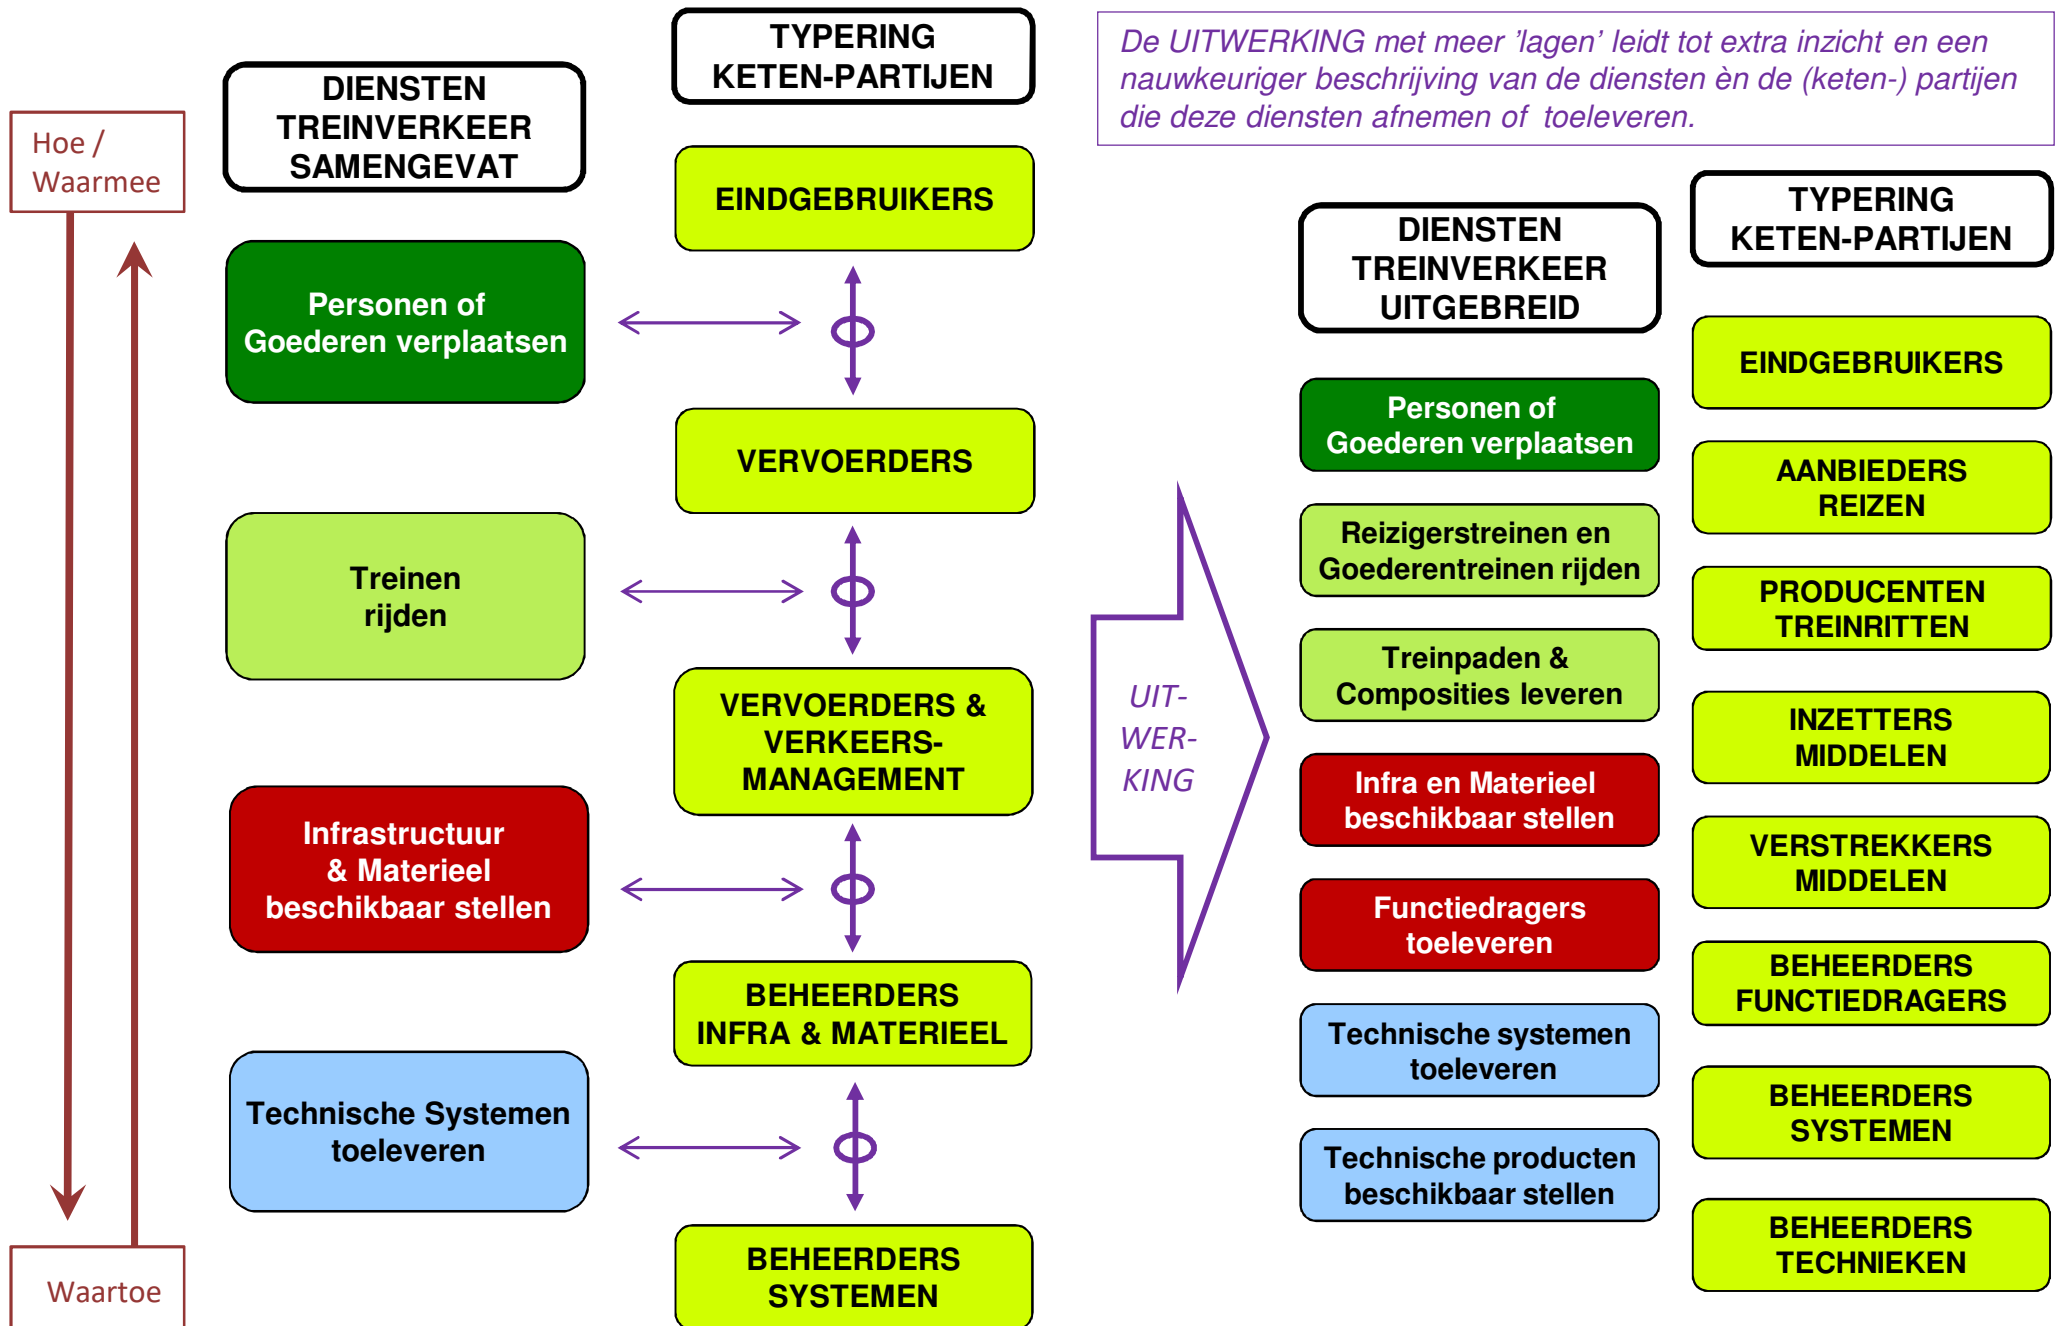 TYPERING
KETEN-PARTIJEN
De UITWERKING met meer 'lagen' leidt tot extra inzicht en een
nauwkeuriger beschrijving van de diensten èn de (keten-) partijen
die deze diensten afnemen of toeleveren.
DIENSTEN
TREINVERKEER
SAMENGEVAT
Hoe /
Waarmee
EINDGEBRUIKERS
Personen of
Goederen verplaatsen
VERVOERDERS
Treinen
rijden
VERVOERDERS &
VERKEERS-
MANAGEMENT
Infrastructuur
& Materieel
beschikbaar stellen
BEHEERDERS
INFRA & MATERIEEL
Technische Systemen
toeleveren
BEHEERDERS
SYSTEMEN
Waartoe
UIT-
WER-
KING
DIENSTEN
TREINVERKEER
UITGEBREID
TYPERING
KETEN-PARTIJEN
EINDGEBRUIKERS
Personen of
Goederen verplaatsen
AANBIEDERS
REIZEN
Reizigerstreinen en
Goederentreinen rijden
PRODUCENTEN
TREINRITTEN
Treinpaden &
Composities leveren
INZETTERS
MIDDELEN
Infra en Materieel
beschikbaar stellen
VERSTREKKERS
MIDDELEN
Functiedragers
toeleveren
BEHEERDERS
FUNCTIEDRAGERS
Technische systemen
toeleveren
BEHEERDERS
SYSTEMEN
Technische producten
beschikbaar stellen
BEHEERDERS
TECHNIEKEN